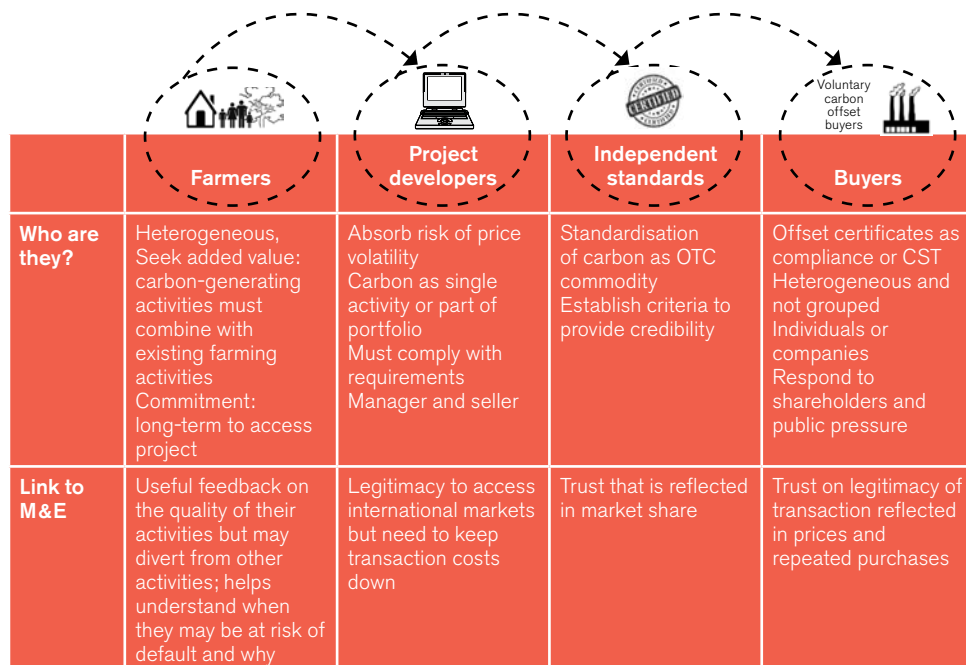 CERTIFIED
Voluntary
carbon
offset
buyers
Farmers
Project
developers
Independent
standards
Buyers
Who are
they?
Heterogeneous,
Seek added value:
carbon-generating
activities must
combine with
existing farming
activities
Commitment:
long-term to access
project
Absorb risk of price
volatility
Carbon as single
activity or part of
portfolio
Must comply with
requirements
Manager and seller
Standardisation
of carbon as OTC
commodity
Establish criteria to
provide credibility
Offset certificates as
compliance or CST
Heterogeneous and
not grouped
Individuals or
companies
Respond to
shareholders and
public pressure
Link to
M&E
Useful feedback on
the quality of their
activities but may
divert from other
activities; helps
understand when
they may be at risk of
default and why
Legitimacy to access
international markets
but need to keep
transaction costs
down
Trust that is reflected
in market share
Trust on legitimacy of
transaction reflected
in prices and
repeated purchases